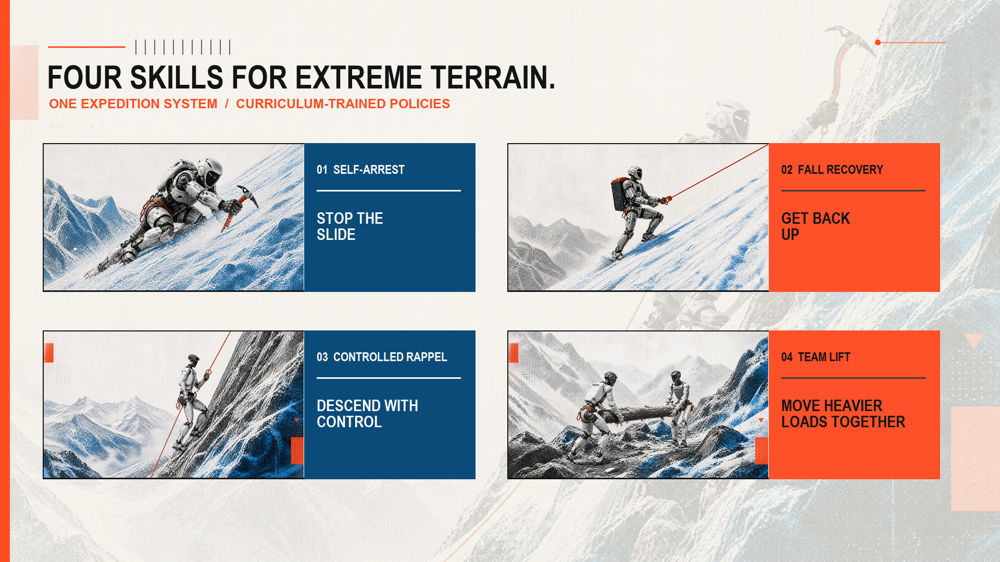 FOUR SKILLS FOR EXTREME TERRAIN.
ONE EXPEDITION SYSTEM / CURRICULUM-TRAINED POLICIES
01 SELF-ARREST
STOP THE
SLIDE
02 FALL RECOVERY
GET BACK
UP
03 CONTROLLED RAPPEL
DESCEND WITH
CONTROL
04 TEAM LIFT
MOVE HEAVIER
LOADS TOGETHER